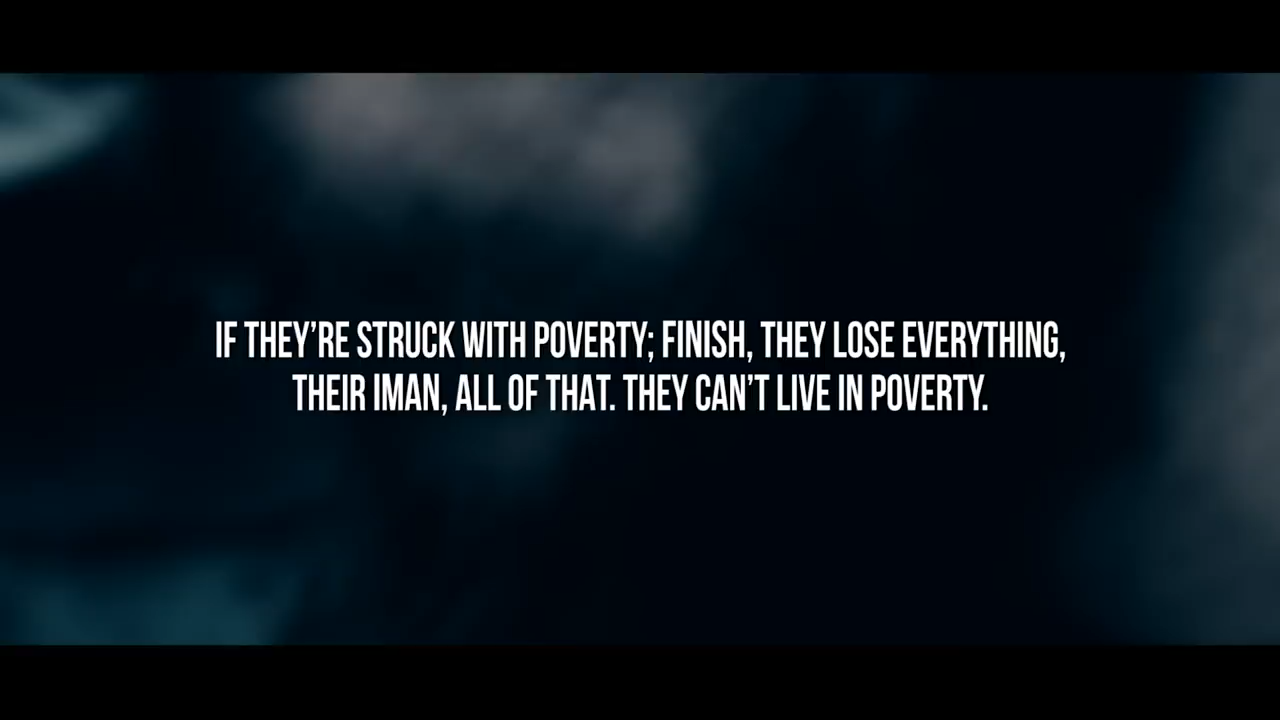 IF THEY’RE STRUCK WITH POVERTY; FINISH, THEY LOSE EVERYTHING,
THEIR IMAN, ALL OF THAT. THEY CAN’T LIVE IN POVERTY.